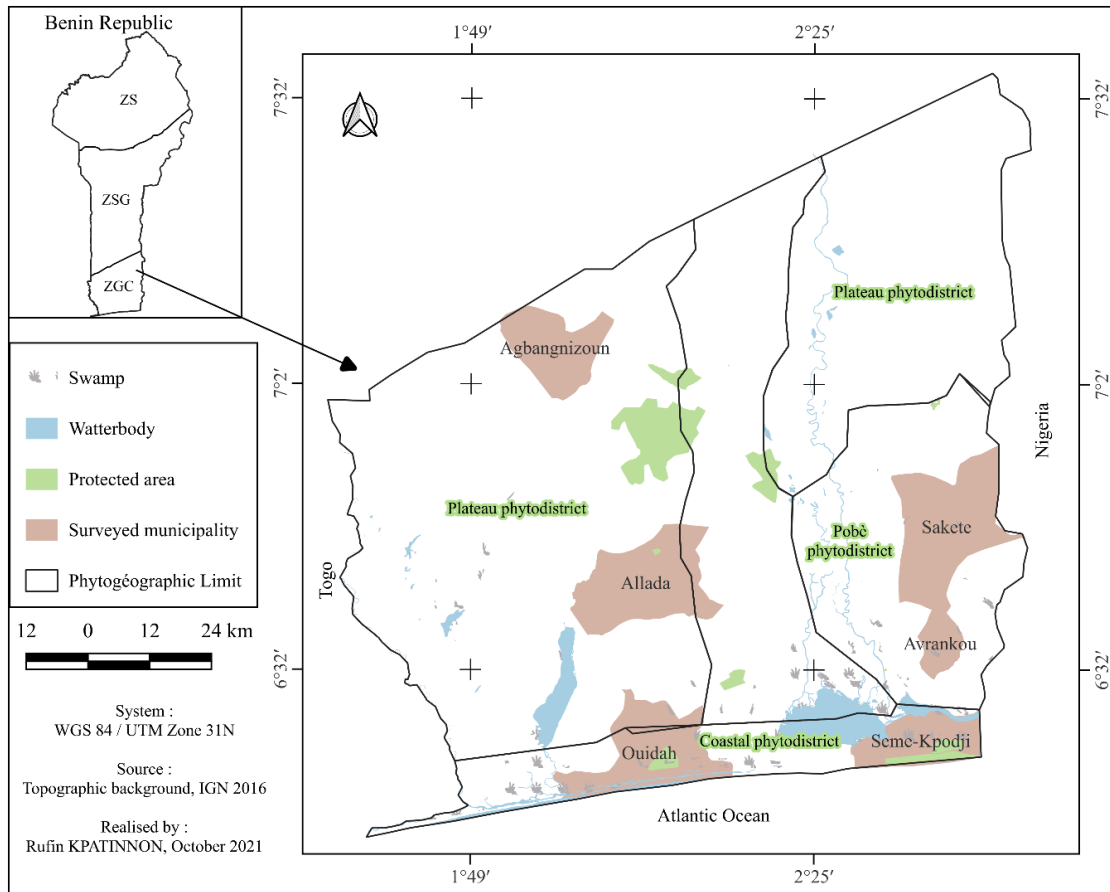 Benin Republic
ZS
ZSG
ZGC
Swamp
Watterbody
Protected area
Surveyed municipality
Phytogéographic Limit
12 0 12 24 km
System :
WGS 84 / UTM Zone 31N
Source :
Topographic background, IGN 2016
Realised by :
Rufin KPATINNON, October 2021
1°49' 2°25'
7°32' 7°32'
Plateau phytodistrict
Agbangnizoun
7°2' 7°2'
Nigeria
Plateau phytodistrict
Sakete
Pobè
phytodistrict
Togo
Allada
Avrankou
6°32' 6°32'
Ouidah
Coastal phytodistrict
Seme-Kpodji
Atlantic Ocean
1°49' 2°25'